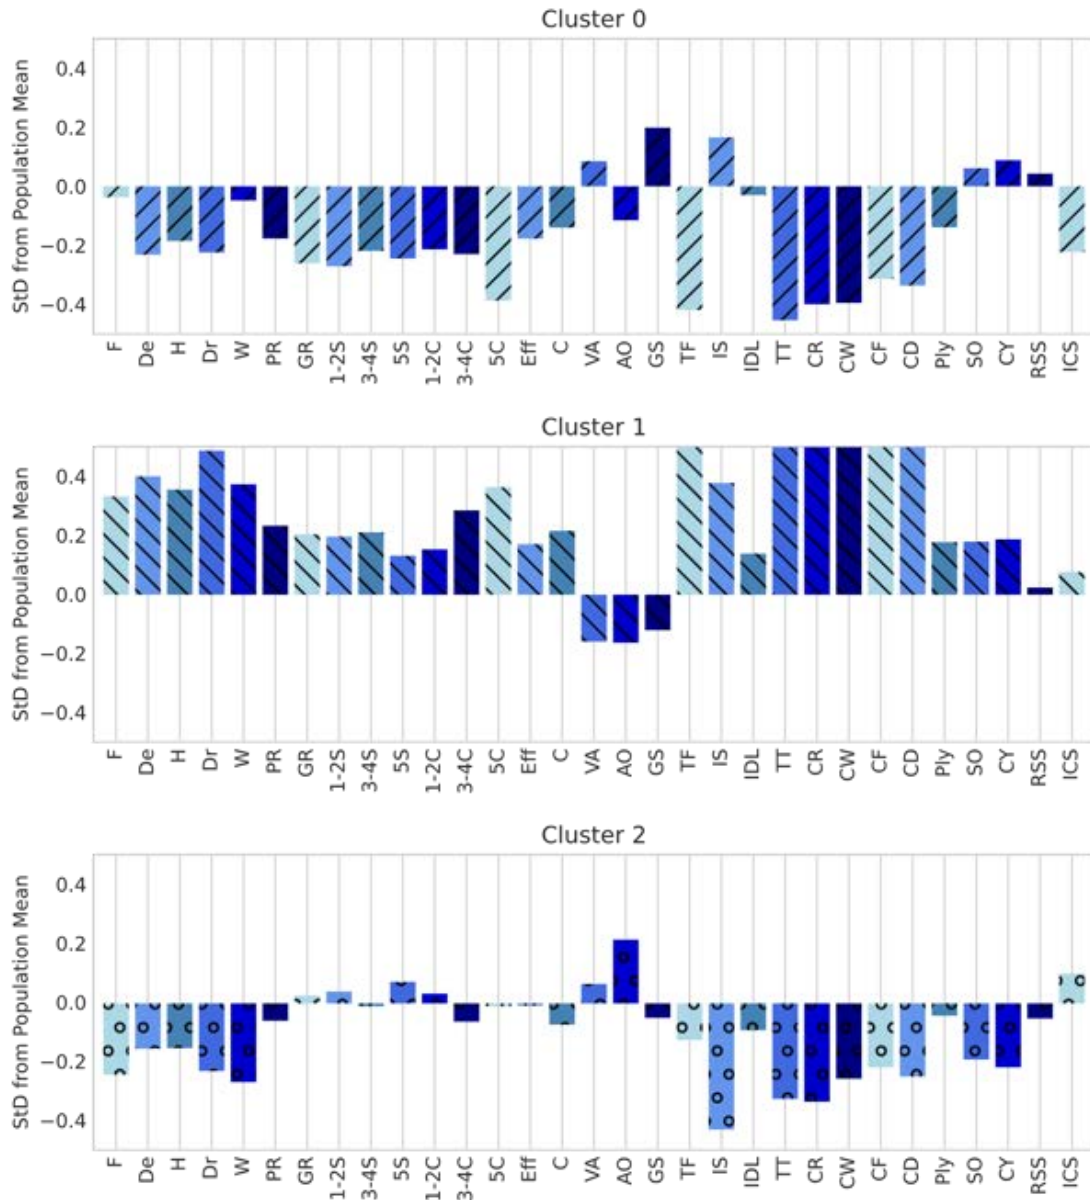 Cluster 0
StD from Population Mean
0.4
0.2
0.0
−0.2
−0.4
F De H Dr W PR GR 1-2S 3-4S 5S 1-2C 3-4C 5C Eff C VA AO GS TF IS IDL TT CR CW CF CD Ply SO CY RSS ICS
Cluster 1
StD from Population Mean
0.4
0.2
0.0
−0.2
−0.4
F De H Dr W PR GR 1-2S 3-4S 5S 1-2C 3-4C 5C Eff C VA AO GS TF IS IDL TT CR CW CF CD Ply SO CY RSS ICS
Cluster 2
StD from Population Mean
0.4
0.2
0.0
−0.2
−0.4
F De H Dr W PR GR 1-2S 3-4S 5S 1-2C 3-4C 5C Eff C VA AO GS TF IS IDL TT CR CW CF CD Ply SO CY RSS ICS